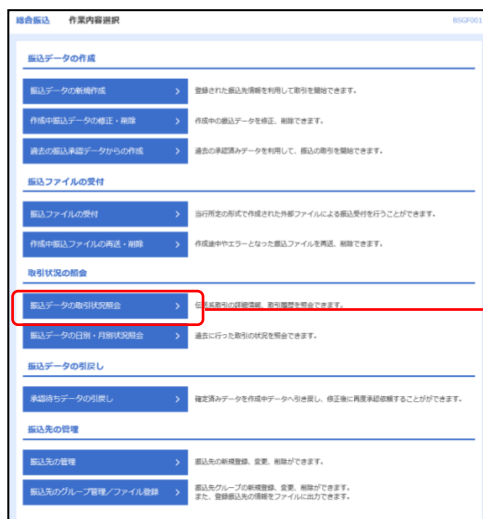 総合振込 作業内容選択 BSGF001
振込データの作成
振込データの新規作成 > 登録された振込先情報を利用して取引を開始できます。
作成中振込データの修正・削除 > 作成中の振込データを修正、削除できます。
過去の振込承認データからの作成 > 過去の承認済みデータを利用して、振込の取引を開始できます。
振込ファイルの受付
振込ファイルの受付 > 当行所定の形式で作成された外部ファイルによる振込受付を行うことができます。
作成中振込ファイルの再送・削除 > 作成途中やエラーとなった振込ファイルを再送、削除できます。
取引状況の照会
振込データの取引状況照会 > 伝送系取引の詳細情報、取引履歴を照会できます。
振込データの日別・月別状況照会 > 過去に行った取引の状況を照会できます。
振込データの引戻し
承認待ちデータの引戻し > 確定済みデータを作成中データへ引き戻し、修正後に再度承認依頼することができます。
振込先の管理
振込先の管理 > 振込先の新規登録、変更、削除ができます。
振込先のグループ管理/ファイル登録 > 振込先グループの新規登録、変更、削除ができます。
また、登録振込先の情報をファイルに出力できます。